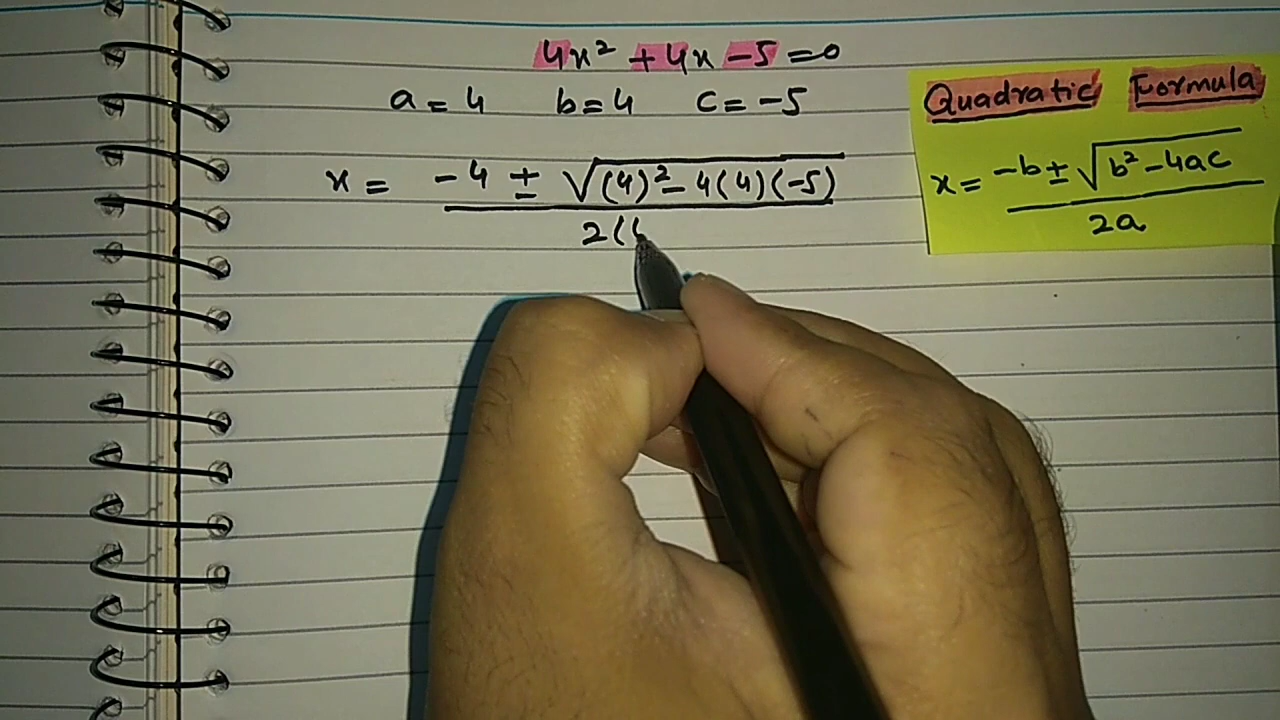 4x² + 4x - 5 = 0
a = 4 b = 4 c = -5
x = -4 ± √(4)² - 4(4)(-5)
2(
Quadratic Formula
x = -b ± √b² - 4ac
2a